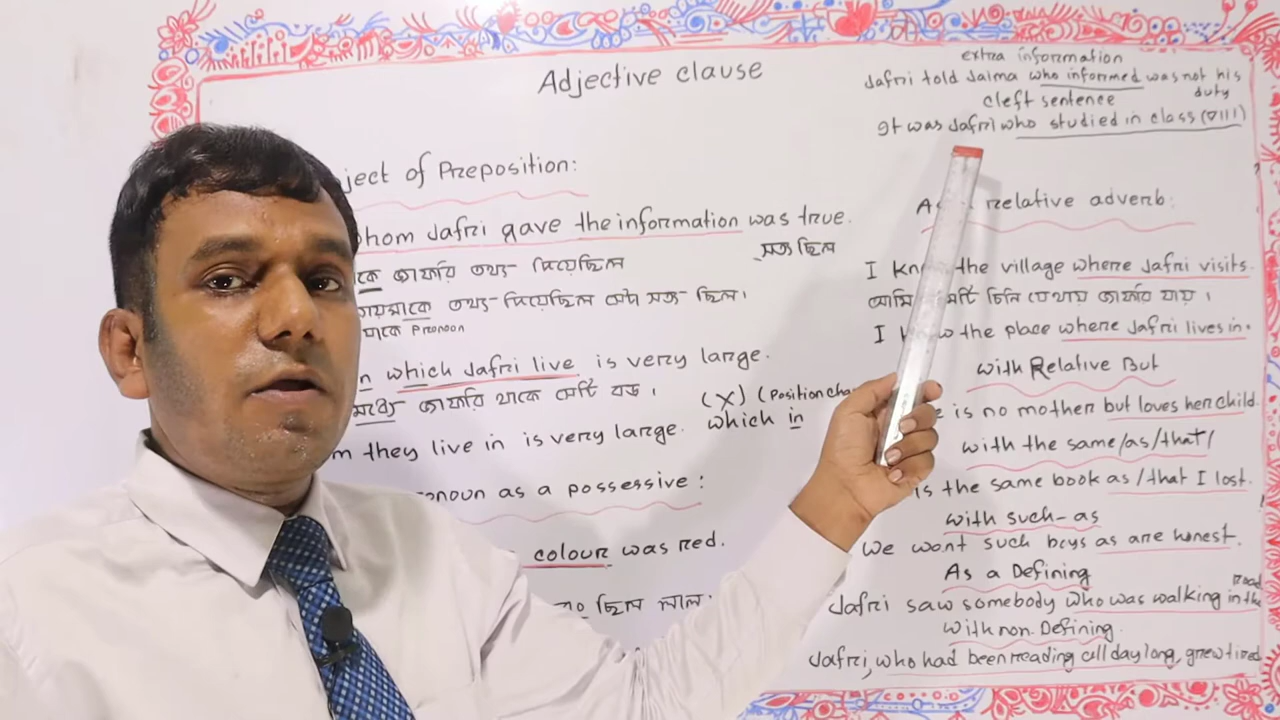 Adjective clause
ject of Preposition:
whom Jafri gave the information was true.
কে জাফরি তথ্য দিয়েছিল
সত্য ছিল
তথ্য দিয়েছিল সেটা সত্য ছিল।
যাকে Pronoon
n which Jafri live is very large.
মধ্যে জাফরি থাকে সেটি বড়।
(X) (Position cha
m they live in is very large. which in
onoun as a possessive:
colour was red.
ছিল লাল।
extra information
Jafri told Jaima who informed was not his
duty
cleft sentence
It was Jafri who studied in class (VIII)
As relative adverb:
I know the village where Jafri visits.
আমি চিনি যেথায় জাফরি যায়।
I know the place where Jafri lives in.
with Relative But
e is no mother but loves her child.
with the same/as/that/
is the same book as/that I lost.
with such-as
We want such boys as are honest.
As a Defining
road
Jafri saw somebody who was walking in the
with non-Defining.
Jafri, who had been reading all day long, grew tired